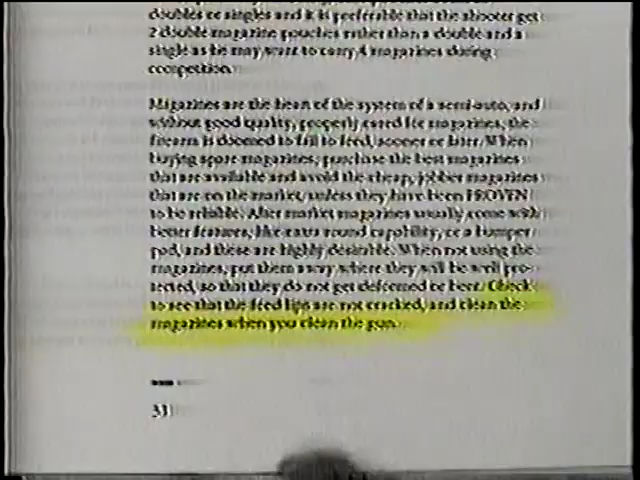 doubles or singles and it is preferable that the shooter get
2 double magazine pouches rather than a double and a
single as he may want to carry 4 magazines during
competition.
Magazines are the heart of the system of a semi-auto, and
without good quality, properly cared for magazines, the
firearm is doomed to fail to feed, sooner or later. When
buying spare magazines, purchase the best magazines
that are available and avoid the cheap, jobber magazines
that are on the market, unless they have been PROVEN
to be reliable. After market magazines usually come with
better features, like extra round capability, or a bumper
pad, and these are highly desirable. When not using the
magazines, put them away where they will be well pro-
tected, so that they do not get deformed or bent. Check
to see that the feed lips are not cracked, and clean the
magazines when you clean the gun.
31